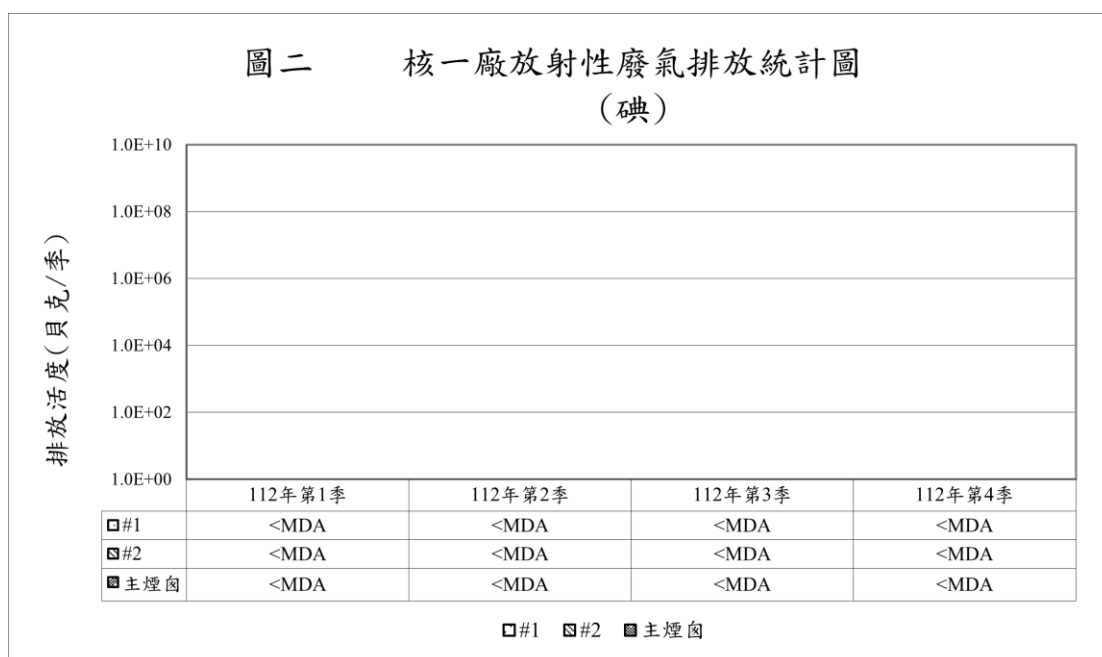 圖二　　核一廠放射性廢氣排放統計圖
(碘)
排放活度(貝克/季)
1.0E+10
1.0E+08
1.0E+06
1.0E+04
1.0E+02
1.0E+00
112年第1季 112年第2季 112年第3季 112年第4季
#1 <MDA <MDA <MDA <MDA
#2 <MDA <MDA <MDA <MDA
主煙囪 <MDA <MDA <MDA <MDA
#1 #2 主煙囪